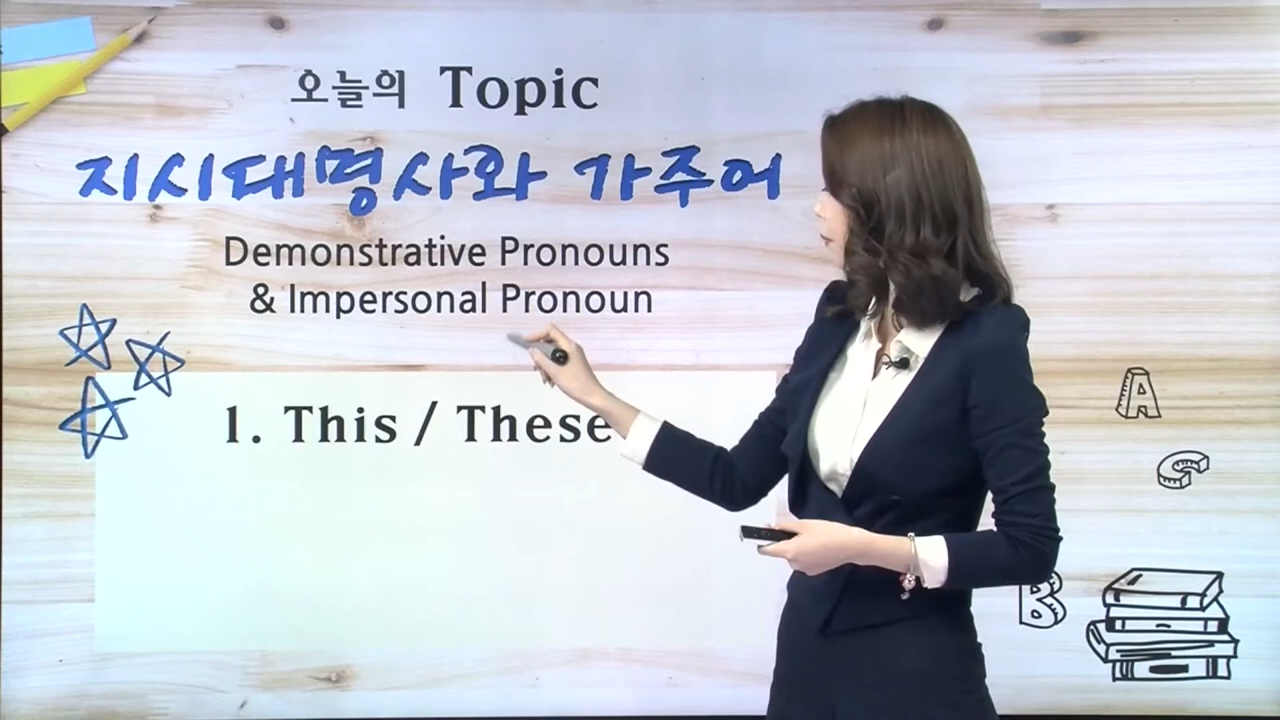 오늘의 Topic
지시대명사와 가주어
Demonstrative Pronouns
& Impersonal Pronoun
1. This / These
A
C
B